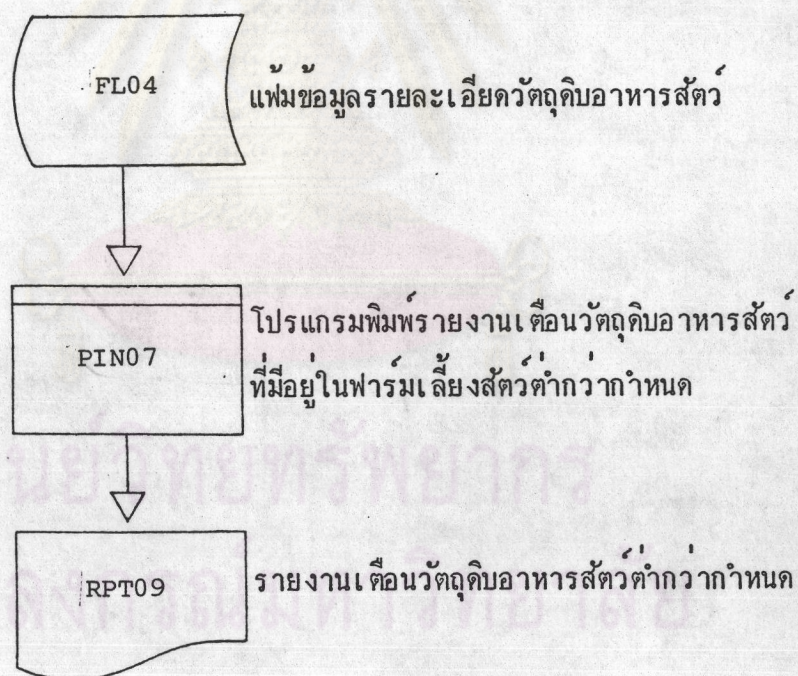 FL04
แฟ้มข้อมูลรายละเอียดวัตถุดิบอาหารสัตว์
PIN07
โปรแกรมพิมพ์รายงานเตือนวัตถุดิบอาหารสัตว์
ที่มีอยู่ในฟาร์มเลี้ยงสัตว์ต่ำกว่ากำหนด
RPT09
รายงานเตือนวัตถุดิบอาหารสัตว์ต่ำกว่ากำหนด